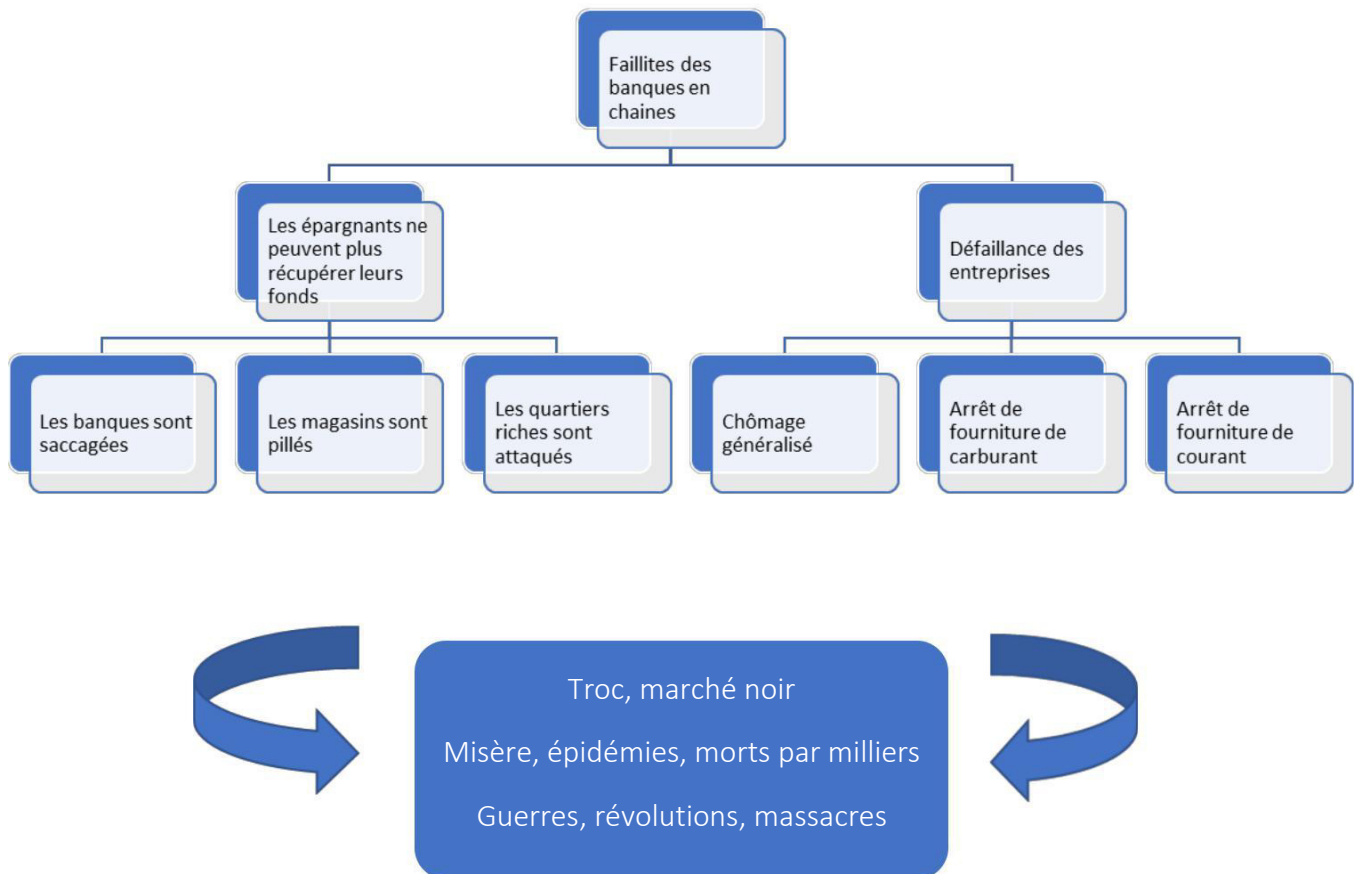 Faillites des
banques en
chaines
Les épargnants ne
peuvent plus
récupérer leurs
fonds
Défaillance des
entreprises
Les banques sont
saccagées
Les magasins sont
pillés
Les quartiers
riches sont
attaqués
Chômage
généralisé
Arrêt de
fourniture de
carburant
Arrêt de
fourniture de
courant
Troc, marché noir
Misère, épidémies, morts par milliers
Guerres, révolutions, massacres